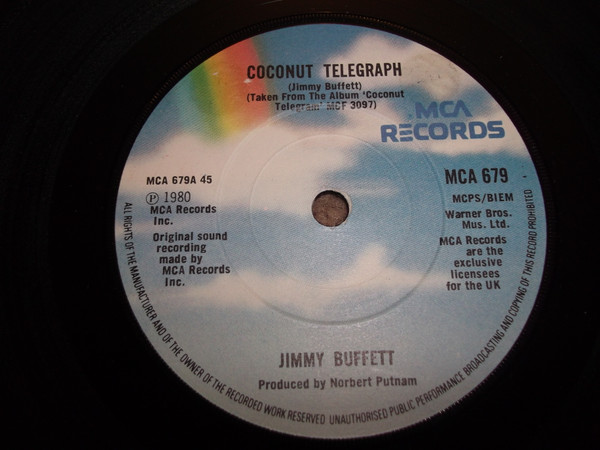 COCONUT TELEGRAPH
(Jimmy Buffett)
(Taken From The Album 'Coconut
Telegram' MCF 3097)
MCA
RECORDS
MCA 679A 45
Ⓟ 1980
MCA Records
Inc.
Original sound
recording
made by
MCA Records
Inc.
MCA 679
MCPS/BIEM
Warner Bros.
Mus. Ltd.
MCA Records
are the
exclusive
licensees
for the UK
JIMMY BUFFETT
Produced by Norbert Putnam
ALL RIGHTS OF THE MANUFACTURER AND OF THE OWNER OF THE RECORDED WORK RESERVED UNAUTHORISED PUBLIC PERFORMANCE BROADCASTING AND COPYING OF THIS RECORD PROHIBITED